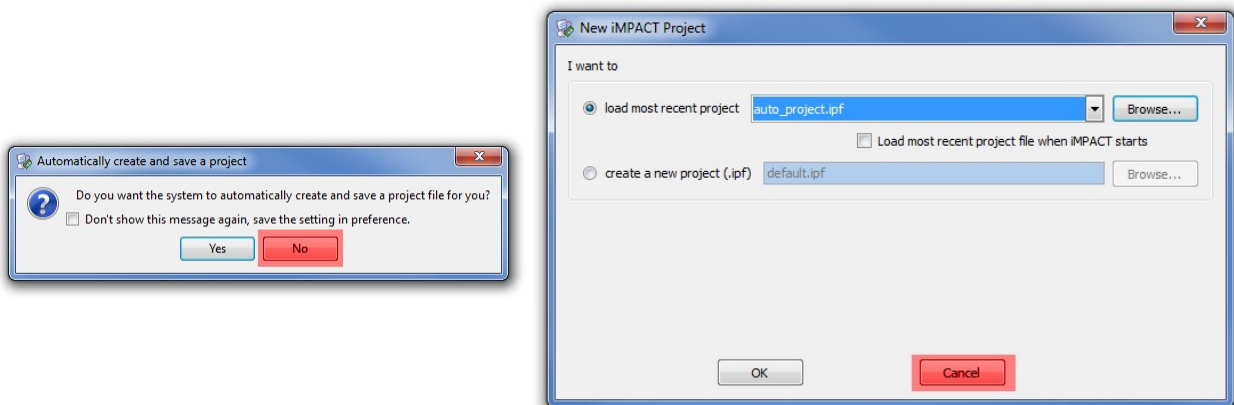 Automatically create and save a project
Do you want the system to automatically create and save a project file for you?
Don't show this message again, save the setting in preference.
Yes
No
New iMPACT Project
I want to
load most recent project
auto_project.ipf
Browse...
Load most recent project file when iMPACT starts
create a new project (.ipf)
default.ipf
Browse...
OK
Cancel